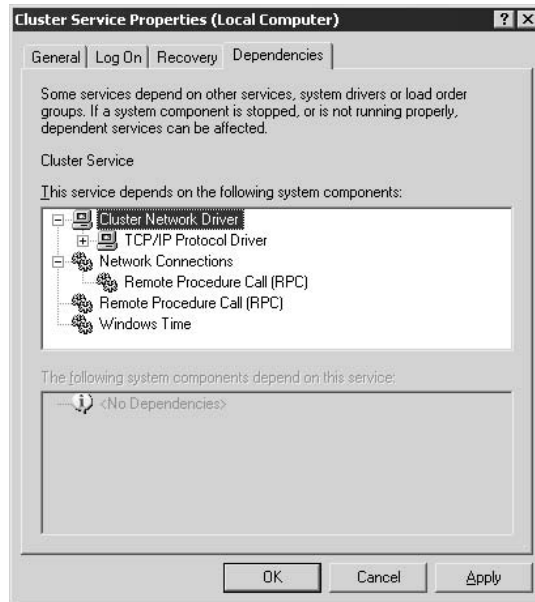 Cluster Service Properties (Local Computer)
General
Log On
Recovery
Dependencies
Some services depend on other services, system drivers or load order
groups. If a system component is stopped, or is not running properly,
dependent services can be affected.
Cluster Service
This service depends on the following system components:
Cluster Network Driver
TCP/IP Protocol Driver
Network Connections
Remote Procedure Call (RPC)
Remote Procedure Call (RPC)
Windows Time
The following system components depend on this service:
<No Dependencies>
OK
Cancel
Apply